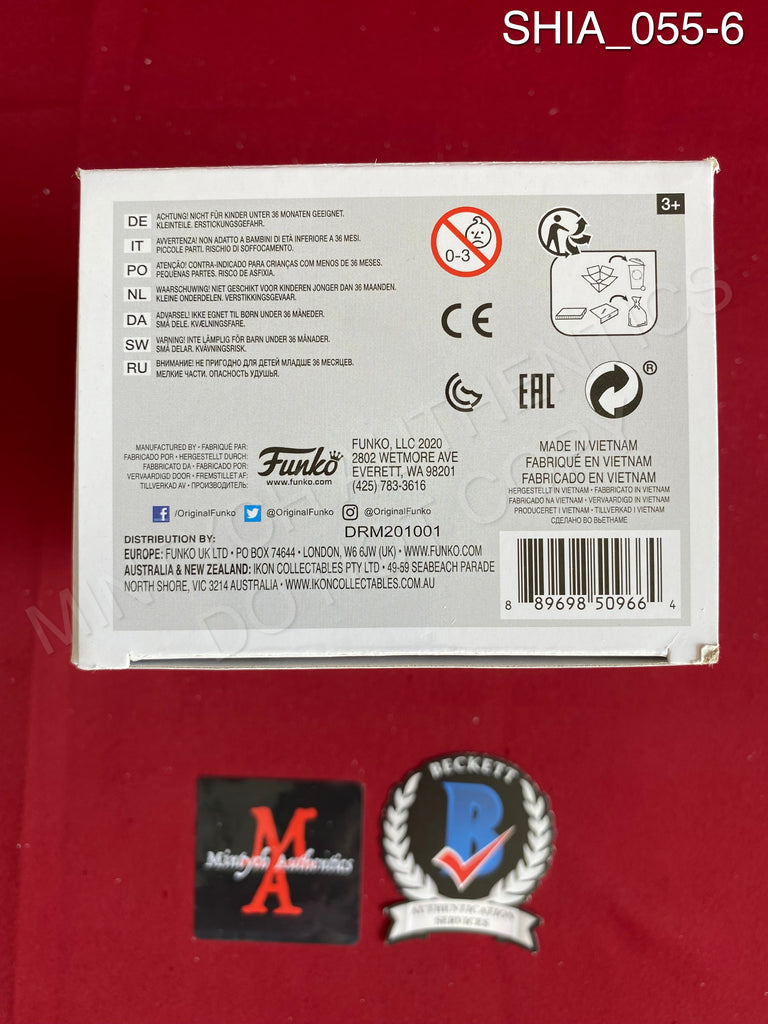 SHIA_055-6
3+
DE ACHTUNG! NICHT FÜR KINDER UNTER 36 MONATEN GEEIGNET.
KLEINTEILE. ERSTICKUNGSGEFAHR.
IT AVVERTENZA! NON ADATTO A BAMBINI DI ETÀ INFERIORE A 36 MESI.
PICCOLE PARTI. RISCHIO DI SOFFOCAMENTO.
PO ATENÇÃO! CONTRA-INDICADO PARA CRIANÇAS COM MENOS DE 36 MESES.
PEQUENAS PARTES. RISCO DE ASFIXIA.
NL WAARSCHUWING! NIET GESCHIKT VOOR KINDEREN JONGER DAN 36 MAANDEN.
KLEINE ONDERDELEN. VERSTIKKINGSGEVAAR.
DA ADVARSEL! IKKE EGNET TIL BØRN UNDER 36 MÅNEDER.
SMÅ DELE. KVÆLNINGSFARE.
SW VARNING! INTE LÄMPLIG FÖR BARN UNDER 36 MÅNADER.
SMÅ DELAR. KVÄVNINGSRISK.
RU ВНИМАНИЕ! НЕ ПРИГОДНО ДЛЯ ДЕТЕЙ МЛАДШЕ 36 МЕСЯЦЕВ.
МЕЛКИЕ ЧАСТИ. ОПАСНОСТЬ УДУШЬЯ.
0-3
CE
EAC
®
MANUFACTURED BY • FABRIQUÉ PAR:
FABRICADO POR • HERGESTELLT DURCH:
FABBRICATO DA • FABRICADO POR:
VERVAARDIGD DOOR • FREMSTILLET AF:
TILLVERKAD AV • ПРОИЗВОДИТЕЛЬ:
Funko
www.funko.com
FUNKO, LLC 2020
2802 WETMORE AVE
EVERETT, WA 98201
(425) 783-3616
MADE IN VIETNAM
FABRIQUÉ EN VIETNAM
FABRICADO EN VIETNAM
HERGESTELLT IN VIETNAM • FABBRICATO IN VIETNAM
FABRICADO NA VIETNAM • VERVAARDIGD IN VIETNAM
PRODUCERET I VIETNAM • TILLVERKAD I VIETNAM
СДЕЛАНО ВО ВЬЕТНАМЕ
f /OriginalFunko @OriginalFunko @OriginalFunko
DRM201001
DISTRIBUTION BY:
EUROPE: FUNKO UK LTD • PO BOX 74644 • LONDON, W6 6JW (UK) • WWW.FUNKO.COM
AUSTRALIA & NEW ZEALAND: IKON COLLECTABLES PTY LTD • 49-59 SEABEACH PARADE
NORTH SHORE, VIC 3214 AUSTRALIA • WWW.IKONCOLLECTABLES.COM.AU
8 89698 50966 4
MINTYCH AUTHENTICS
DO NOT COPY
MA
Mintych Authentics
BECKETT
B
AUTHENTICATION
SERVICES